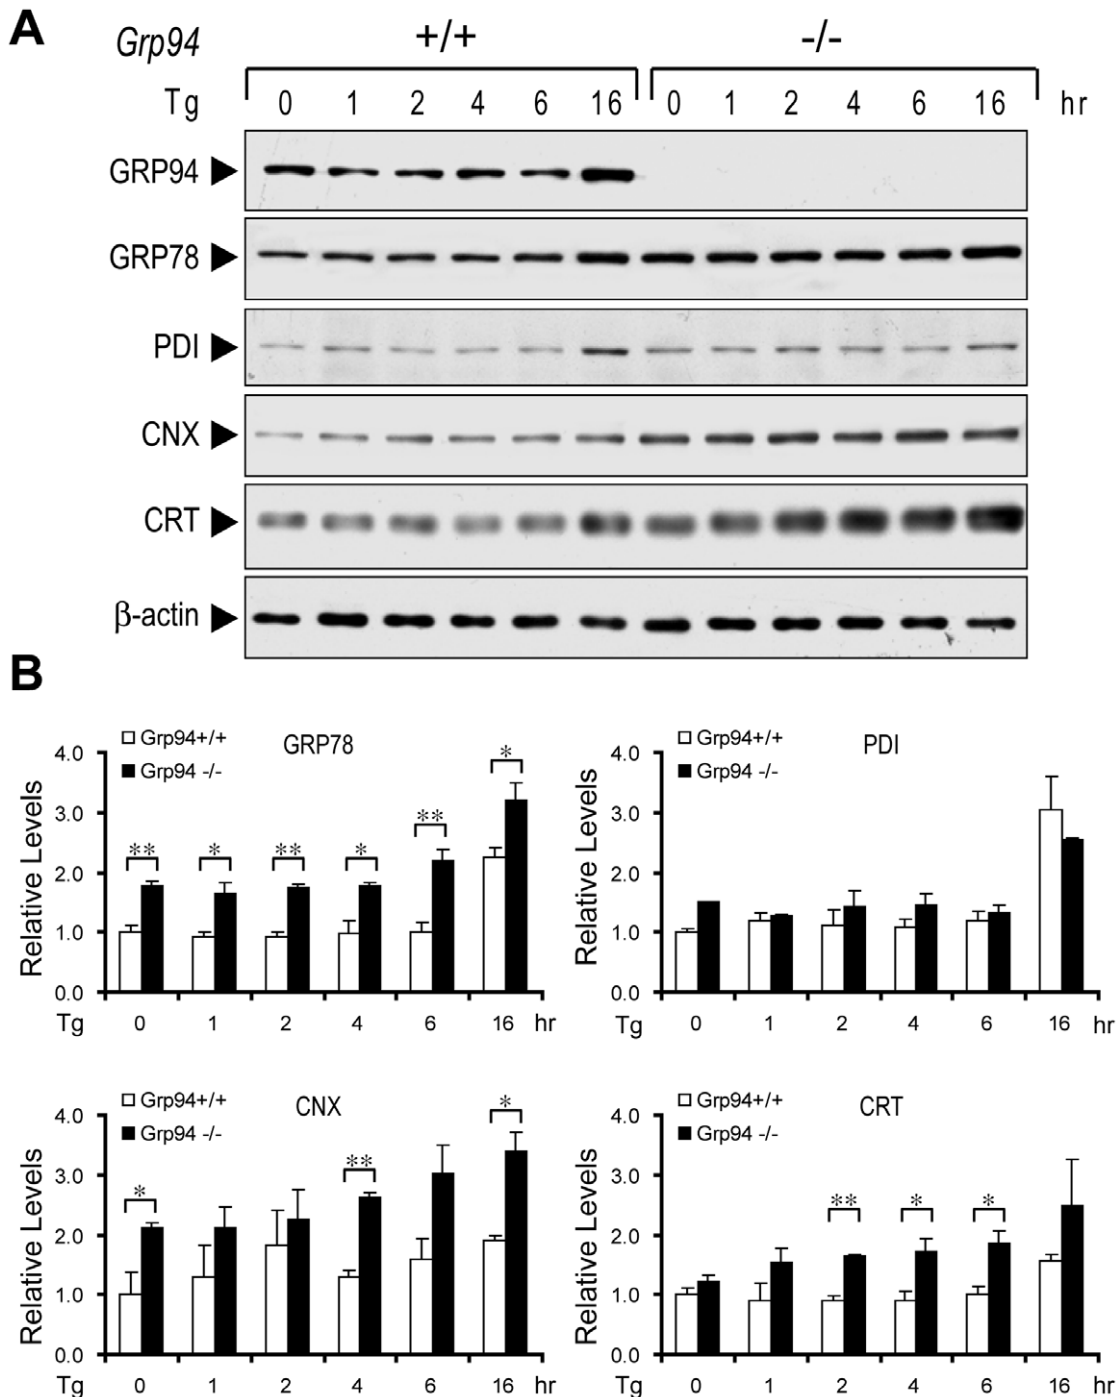 A
Grp94 +/+ -/-
Tg 0 1 2 4 6 16 0 1 2 4 6 16 hr
GRP94
GRP78
PDI
CNX
CRT
β-actin
B
Grp94+/+
Grp94 -/-
GRP78
Relative Levels
4.0
3.0
2.0
1.0
0.0
** * ** * ** *
Tg 0 1 2 4 6 16 hr
Grp94+/+
Grp94 -/-
PDI
Relative Levels
4.0
3.0
2.0
1.0
0.0
Tg 0 1 2 4 6 16 hr
Grp94+/+
Grp94 -/-
CNX
Relative Levels
4.0
3.0
2.0
1.0
0.0
* ** *
Tg 0 1 2 4 6 16 hr
Grp94+/+
Grp94 -/-
CRT
Relative Levels
4.0
3.0
2.0
1.0
0.0
** * *
Tg 0 1 2 4 6 16 hr